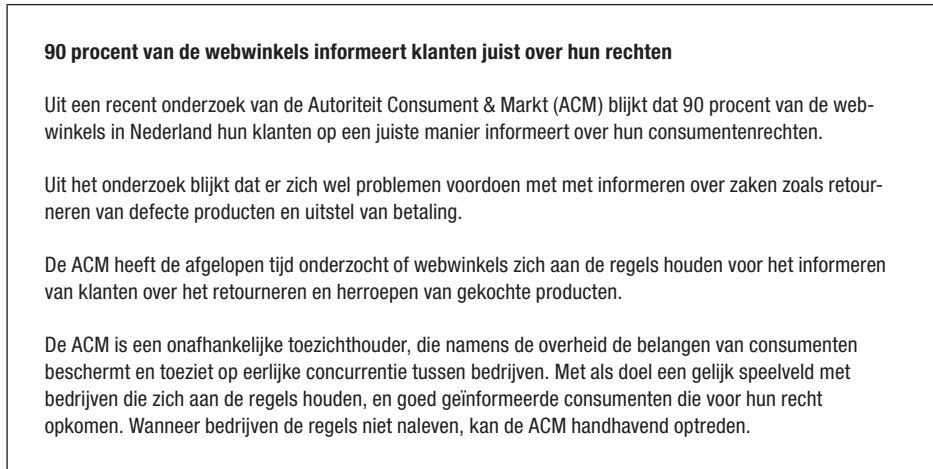 90 procent van de webwinkels informeert klanten juist over hun rechten
Uit een recent onderzoek van de Autoriteit Consument & Markt (ACM) blijkt dat 90 procent van de web-
winkels in Nederland hun klanten op een juiste manier informeert over hun consumentenrechten.
Uit het onderzoek blijkt dat er zich wel problemen voordoen met met informeren over zaken zoals retour-
neren van defecte producten en uitstel van betaling.
De ACM heeft de afgelopen tijd onderzocht of webwinkels zich aan de regels houden voor het informeren
van klanten over het retourneren en herroepen van gekochte producten.
De ACM is een onafhankelijke toezichthouder, die namens de overheid de belangen van consumenten
beschermt en toeziet op eerlijke concurrentie tussen bedrijven. Met als doel een gelijk speelveld met
bedrijven die zich aan de regels houden, en goed geïnformeerde consumenten die voor hun recht
opkomen. Wanneer bedrijven de regels niet naleven, kan de ACM handhavend optreden.